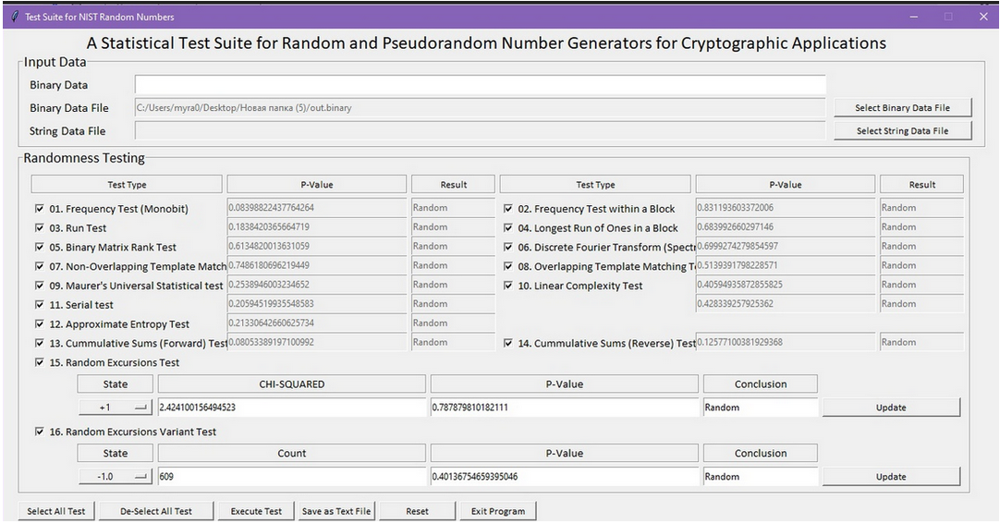 Test Suite for NIST Random Numbers
A Statistical Test Suite for Random and Pseudorandom Number Generators for Cryptographic Applications
Input Data
Binary Data
Binary Data File C:/Users/myra0/Desktop/Новая папка (5)/out.binary Select Binary Data File
String Data File Select String Data File
Randomness Testing
Test Type P-Value Result Test Type P-Value Result
01. Frequency Test (Monobit) 0.08398822437764264 Random 02. Frequency Test within a Block 0.831193603372006 Random
03. Run Test 0.1838420365664719 Random 04. Longest Run of Ones in a Block 0.683992660297146 Random
05. Binary Matrix Rank Test 0.6134820013631059 Random 06. Discrete Fourier Transform (Spectr 0.6999274279854597 Random
07. Non-Overlapping Template Match 0.7486180696219449 Random 08. Overlapping Template Matching T 0.5139391798228571 Random
09. Maurer's Universal Statistical test 0.2538946003234652 Random 10. Linear Complexity Test 0.40594935872855825 Random
11. Serial test 0.20594519935548583 Random 0.428339257925362 Random
12. Approximate Entropy Test 0.21330642660625734 Random
13. Cummulative Sums (Forward) Test 0.08053389197100992 Random 14. Cummulative Sums (Reverse) Test 0.12577100381929368 Random
15. Random Excursions Test
State CHI-SQUARED P-Value Conclusion
+1 2.424100156494523 0.787879810182111 Random Update
16. Random Excursions Variant Test
State Count P-Value Conclusion
-1.0 609 0.40136754659395046 Random Update
Select All Test De-Select All Test Execute Test Save as Text File Reset Exit Program